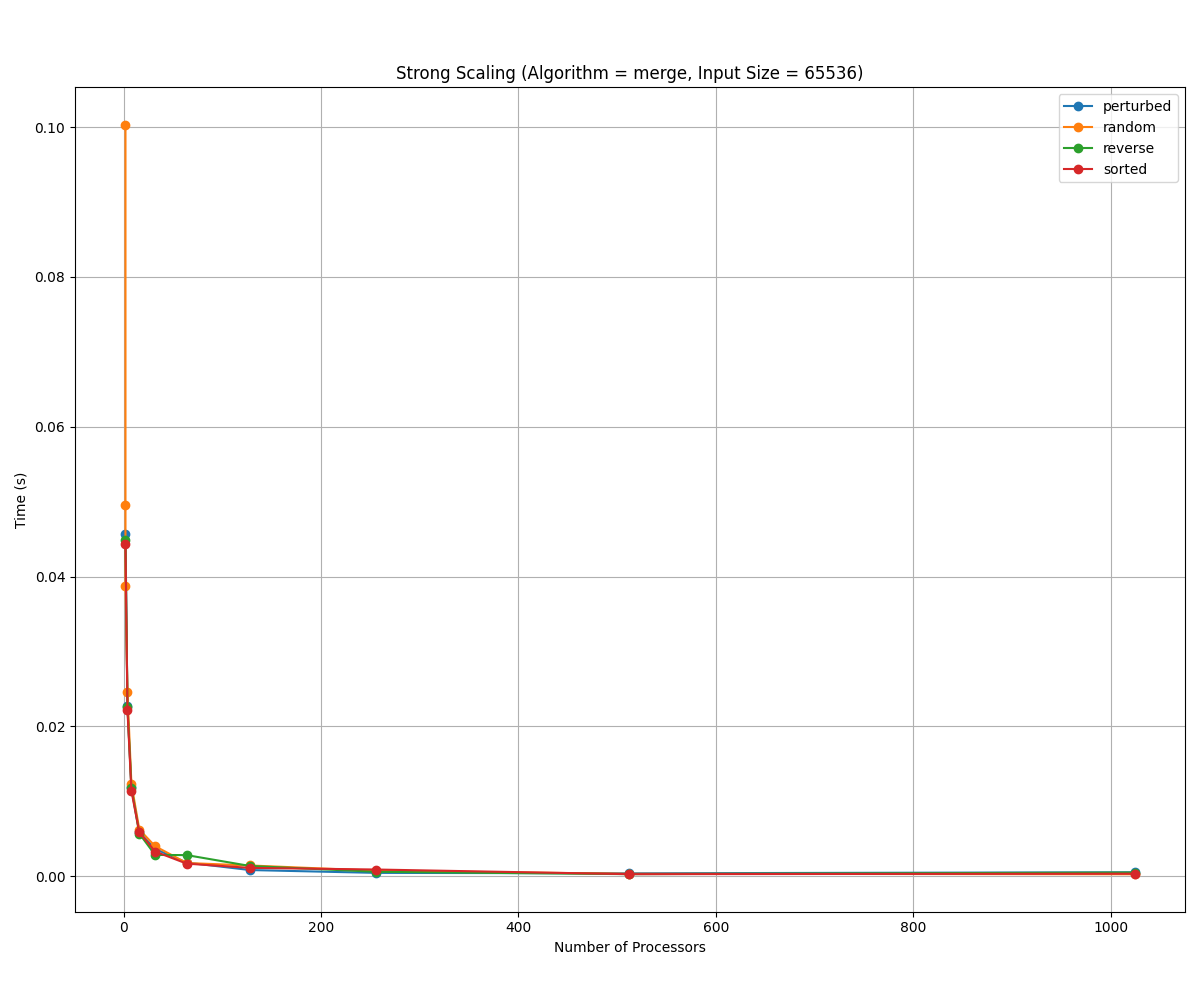 Strong Scaling (Algorithm = merge, Input Size = 65536)
perturbed
random
reverse
sorted
0.10
0.08
0.06
0.04
0.02
0.00
Time (s)
0 200 400 600 800 1000
Number of Processors